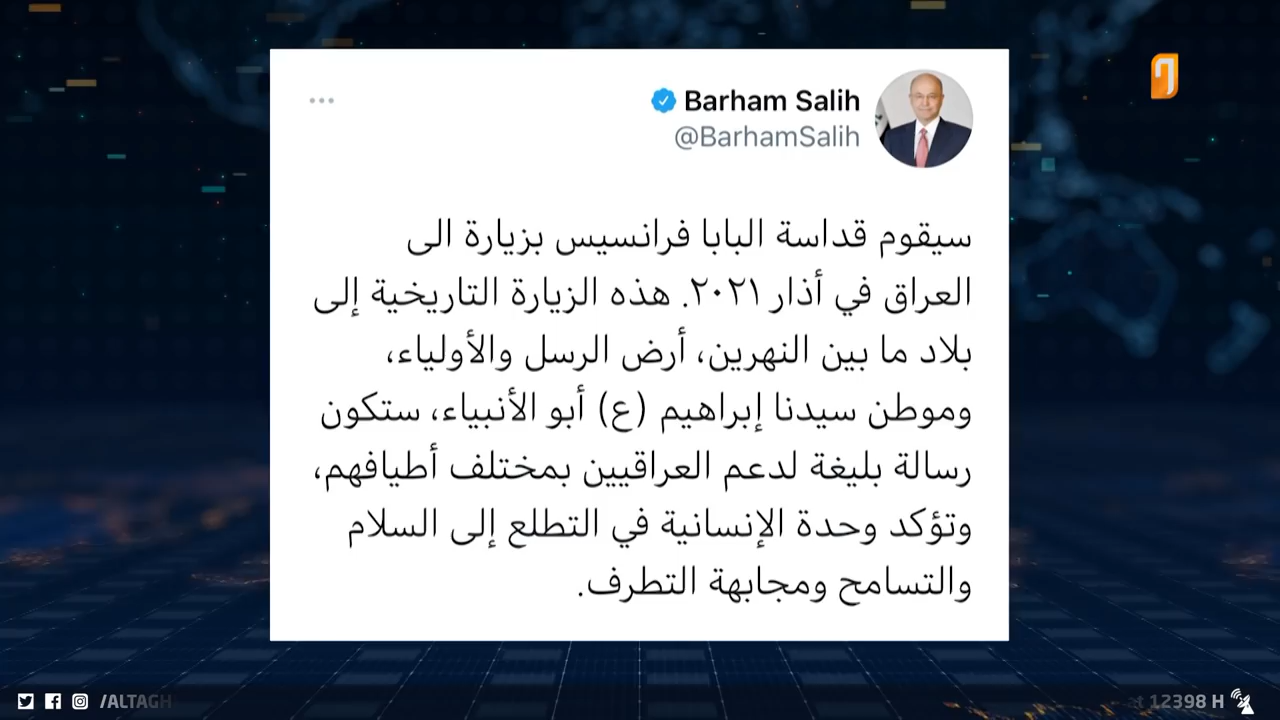 Barham Salih
@BarhamSalih
سيقوم قداسة البابا فرانسيس بزيارة الى
العراق في أذار ٢٠٢١. هذه الزيارة التاريخية إلى
بلاد ما بين النهرين، أرض الرسل والأولياء،
وموطن سيدنا إبراهيم (ع) أبو الأنبياء، ستكون
رسالة بليغة لدعم العراقيين بمختلف أطيافهم،
وتؤكد وحدة الإنسانية في التطلع إلى السلام
والتسامح ومجابهة التطرف.
/ALTAGH
at 12398 H